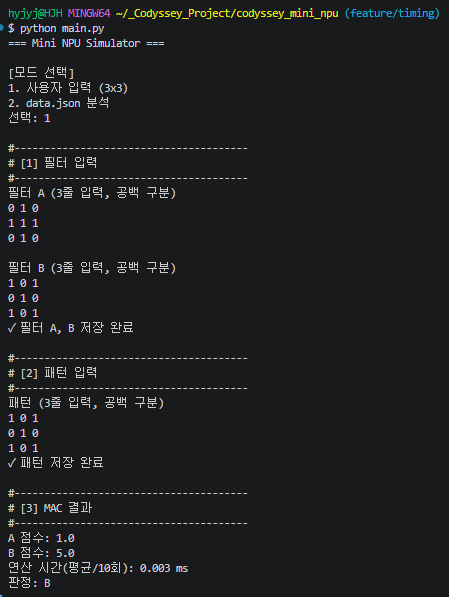 hyjyj@HJH MINGW64 ~/_Codyssey_Project/codyssey_mini_npu (feature/timing)
$ python main.py
=== Mini NPU Simulator ===
[모드 선택]
1. 사용자 입력 (3x3)
2. data.json 분석
선택: 1
#----------------------------------------
# [1] 필터 입력
#----------------------------------------
필터 A (3줄 입력, 공백 구분)
0 1 0
1 1 1
0 1 0
필터 B (3줄 입력, 공백 구분)
1 0 1
0 1 0
1 0 1
✓ 필터 A, B 저장 완료
#----------------------------------------
# [2] 패턴 입력
#----------------------------------------
패턴 (3줄 입력, 공백 구분)
1 0 1
0 1 0
1 0 1
✓ 패턴 저장 완료
#----------------------------------------
# [3] MAC 결과
#----------------------------------------
A 점수: 1.0
B 점수: 5.0
연산 시간(평균/10회): 0.003 ms
판정: B